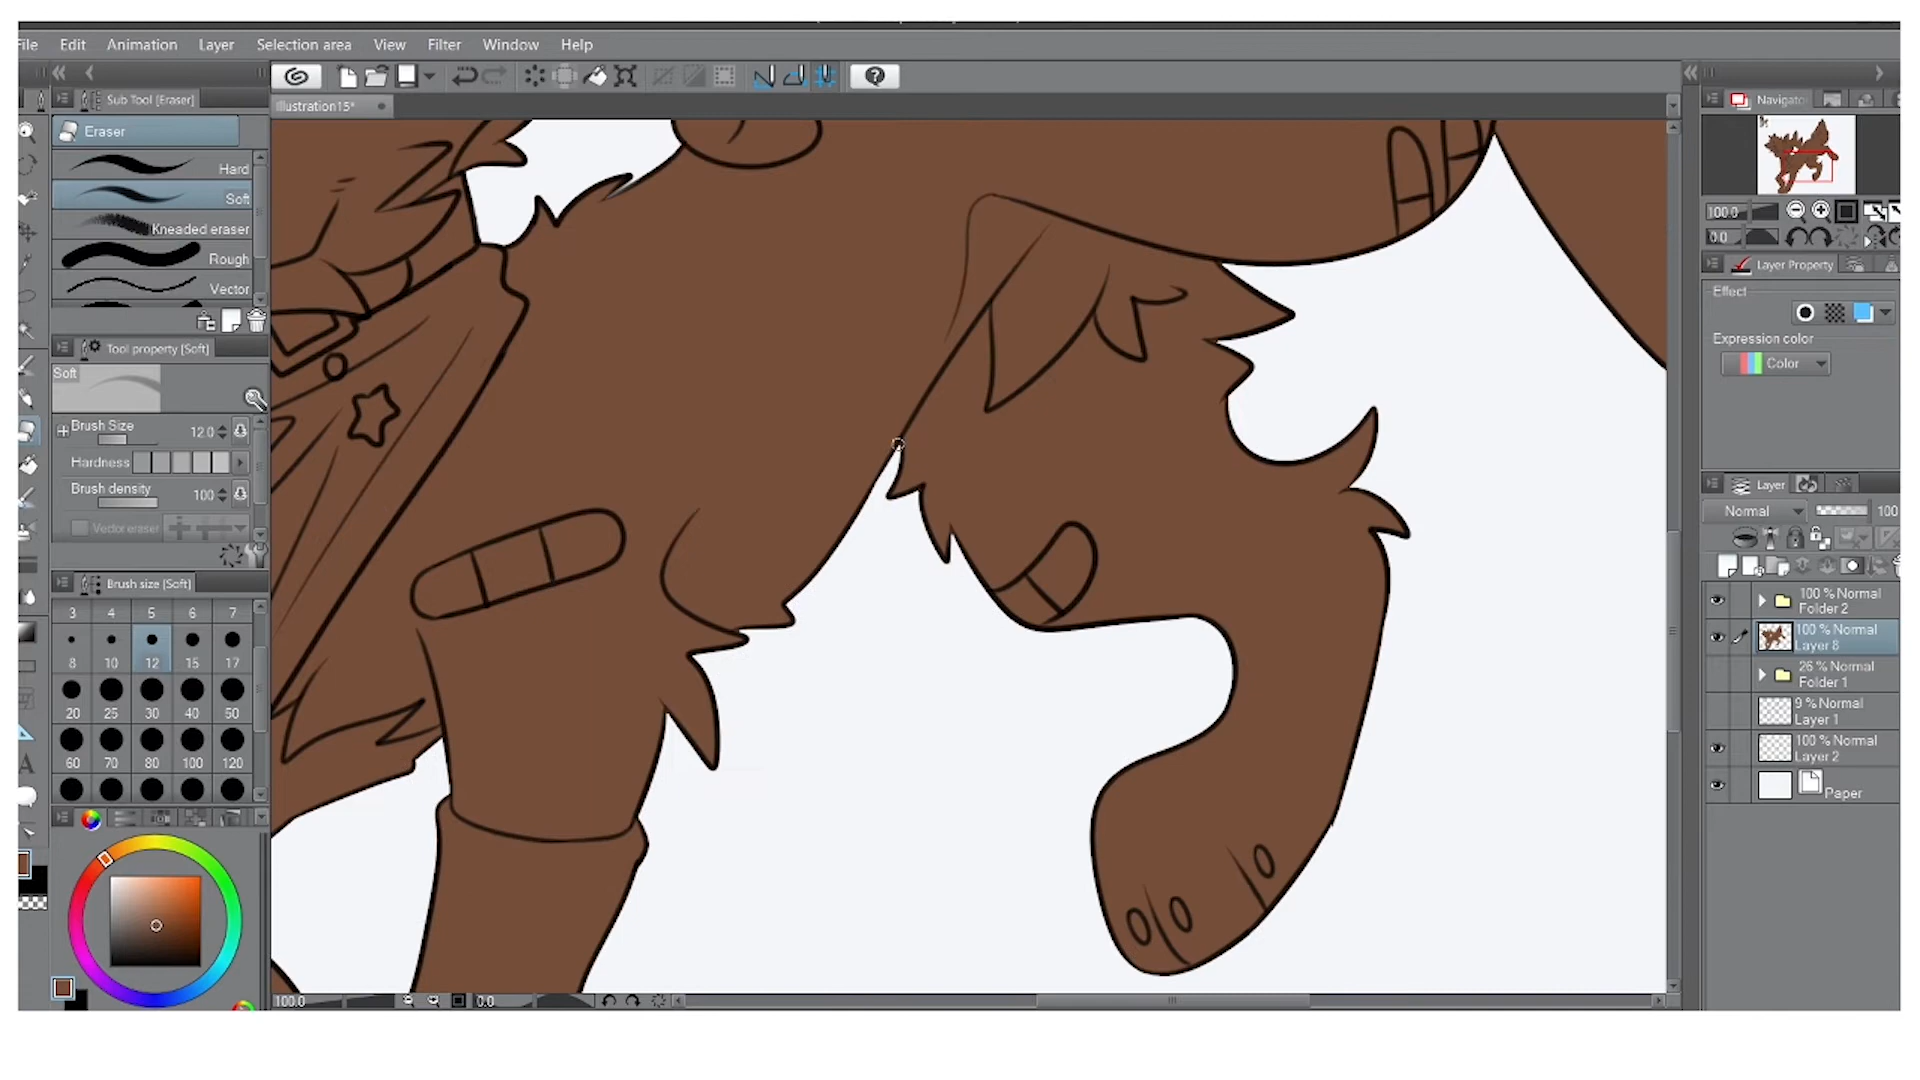 File Edit Animation Layer Selection area View Filter Window Help
Sub Tool [Eraser]
Illustration15*
Eraser
Hard
Soft
Kneaded eraser
Rough
Vector
Tool property [Soft]
Soft
Brush Size 12.0
Hardness
Brush density 100
Vector eraser
Brush size [Soft]
3 4 5 6 7
8 10 12 15 17
20 25 30 40 50
60 70 80 100 120
100.0 0.0
Navigator
100.0
0.0
Layer Property
Effect
Expression color
Color
Layer
Normal 100
100 % Normal
Folder 2
100 % Normal
Layer 8
26 % Normal
Folder 1
9 % Normal
Layer 1
100 % Normal
Layer 2
Paper